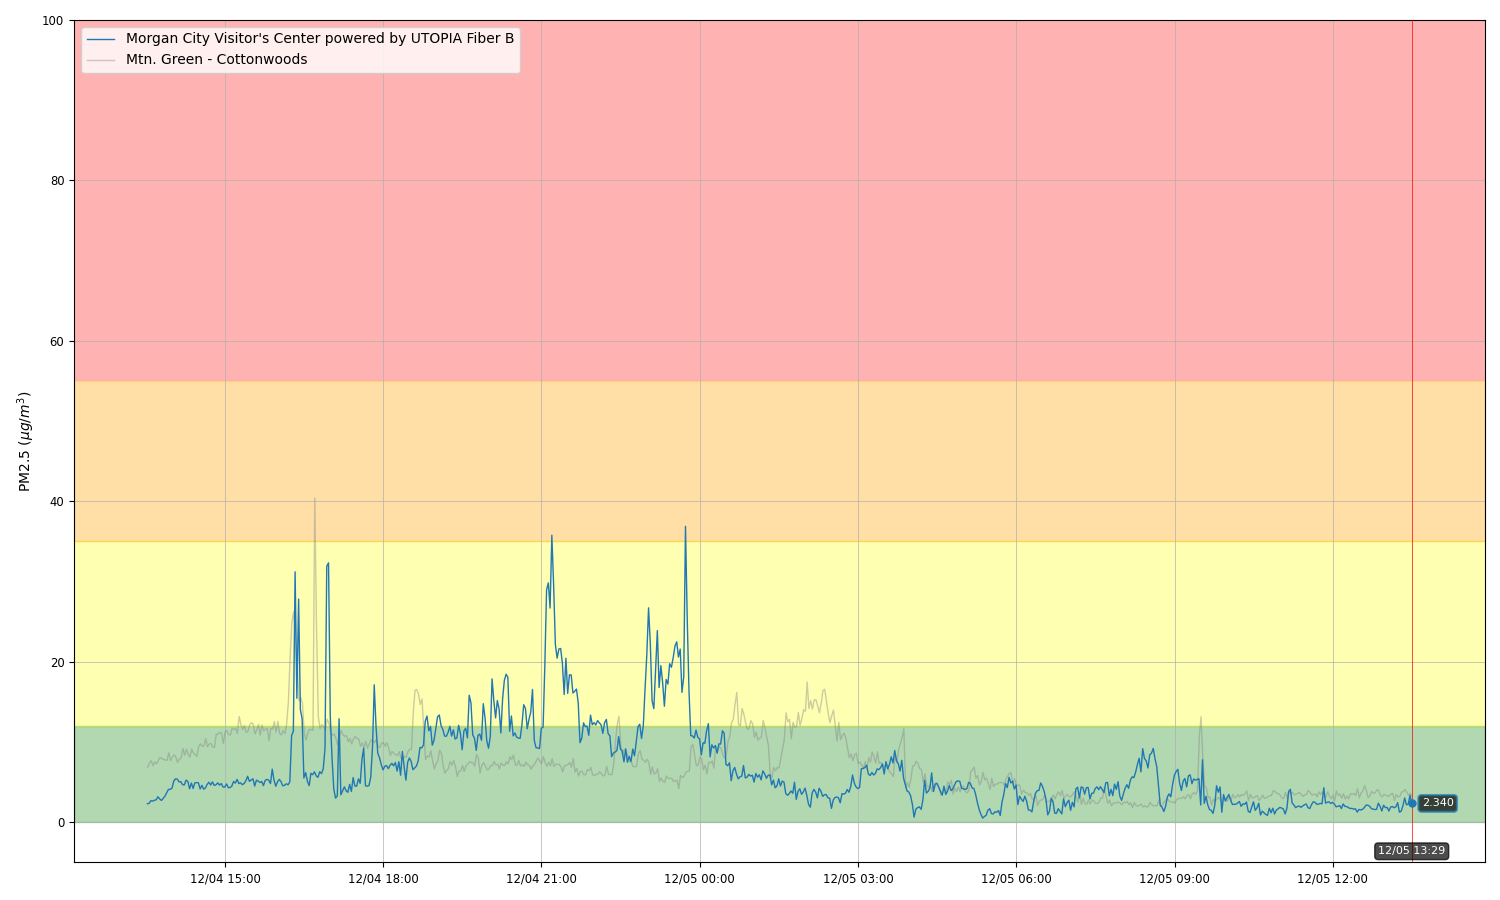 100
Morgan City Visitor's Center powered by UTOPIA Fiber B
Mtn. Green - Cottonwoods
80
60
PM2.5 (µg/m³)
40
20
2.340
0
12/05 13:29
12/04 15:00 12/04 18:00 12/04 21:00 12/05 00:00 12/05 03:00 12/05 06:00 12/05 09:00 12/05 12:00